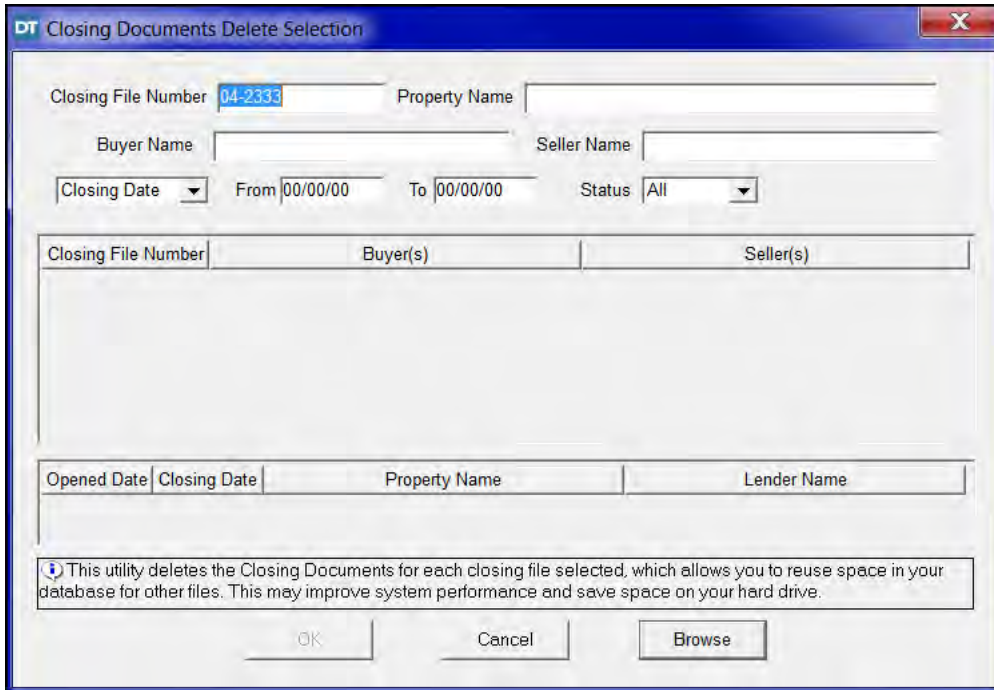 DT Closing Documents Delete Selection
X
Closing File Number 04-2333 Property Name
Buyer Name Seller Name
Closing Date From 00/00/00 To 00/00/00 Status All
Closing File Number Buyer(s) Seller(s)
Opened Date Closing Date Property Name Lender Name
This utility deletes the Closing Documents for each closing file selected, which allows you to reuse space in your
database for other files. This may improve system performance and save space on your hard drive.
OK Cancel Browse